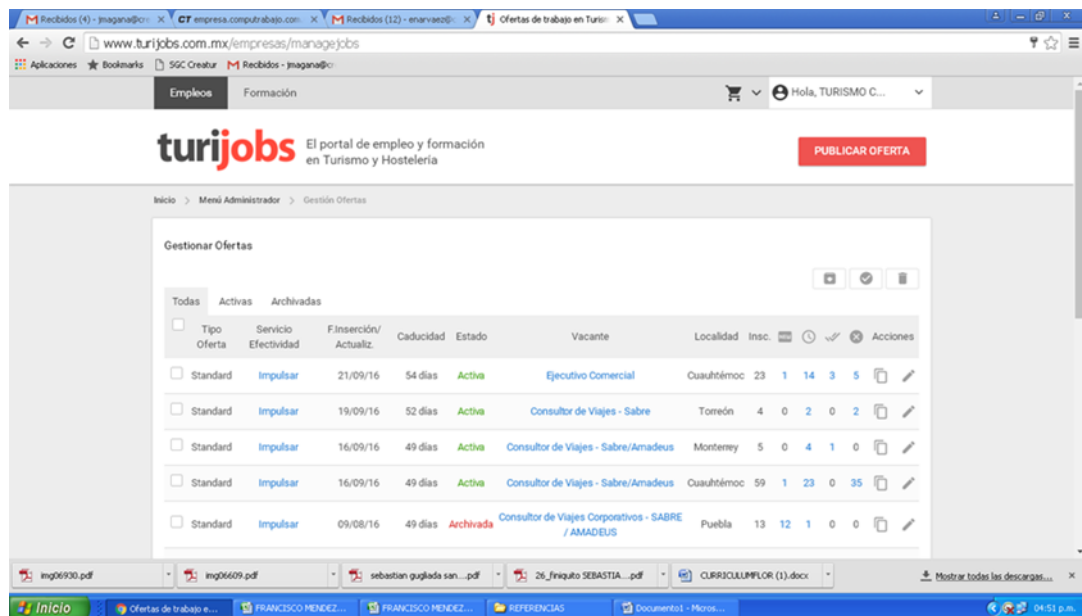 Recibidos (4) - jmagana@cre
CT empresa.computrabajo.com.
Recibidos (12) - enarvaez@c
tj Ofertas de trabajo en Turism
www.turijobs.com.mx/empresas/managejobs
Aplicaciones Bookmarks SGC Creatur Recibidos - jmagana@c
Empleos Formación Hola, TURISMO C...
turijobs El portal de empleo y formación
en Turismo y Hostelería
PUBLICAR OFERTA
Inicio > Menú Administrador > Gestión Ofertas
Gestionar Ofertas
Todas Activas Archivadas
Tipo Oferta Servicio Efectividad F.Inserción/ Actualiz. Caducidad Estado Vacante Localidad Insc. Acciones
Standard Impulsar 21/09/16 54 días Activa Ejecutivo Comercial Cuauhtémoc 23 1 14 3 5
Standard Impulsar 19/09/16 52 días Activa Consultor de Viajes - Sabre Torreón 4 0 2 0 2
Standard Impulsar 16/09/16 49 días Activa Consultor de Viajes - Sabre/Amadeus Monterrey 5 0 4 1 0
Standard Impulsar 16/09/16 49 días Activa Consultor de Viajes - Sabre/Amadeus Cuauhtémoc 59 1 23 0 35
Standard Impulsar 09/08/16 49 días Archivada Consultor de Viajes Corporativos - SABRE / AMADEUS Puebla 13 12 1 0 0
img06930.pdf img06609.pdf sebastian gugliada san....pdf 26_finiquito SEBASTIA....pdf CURRICULUMFLOR (1).docx Mostrar todas las descargas...
Inicio Ofertas de trabajo e... FRANCISCO MENDEZ... FRANCISCO MENDEZ... REFERENCIAS Documento1 - Micros... 04:51 p.m.